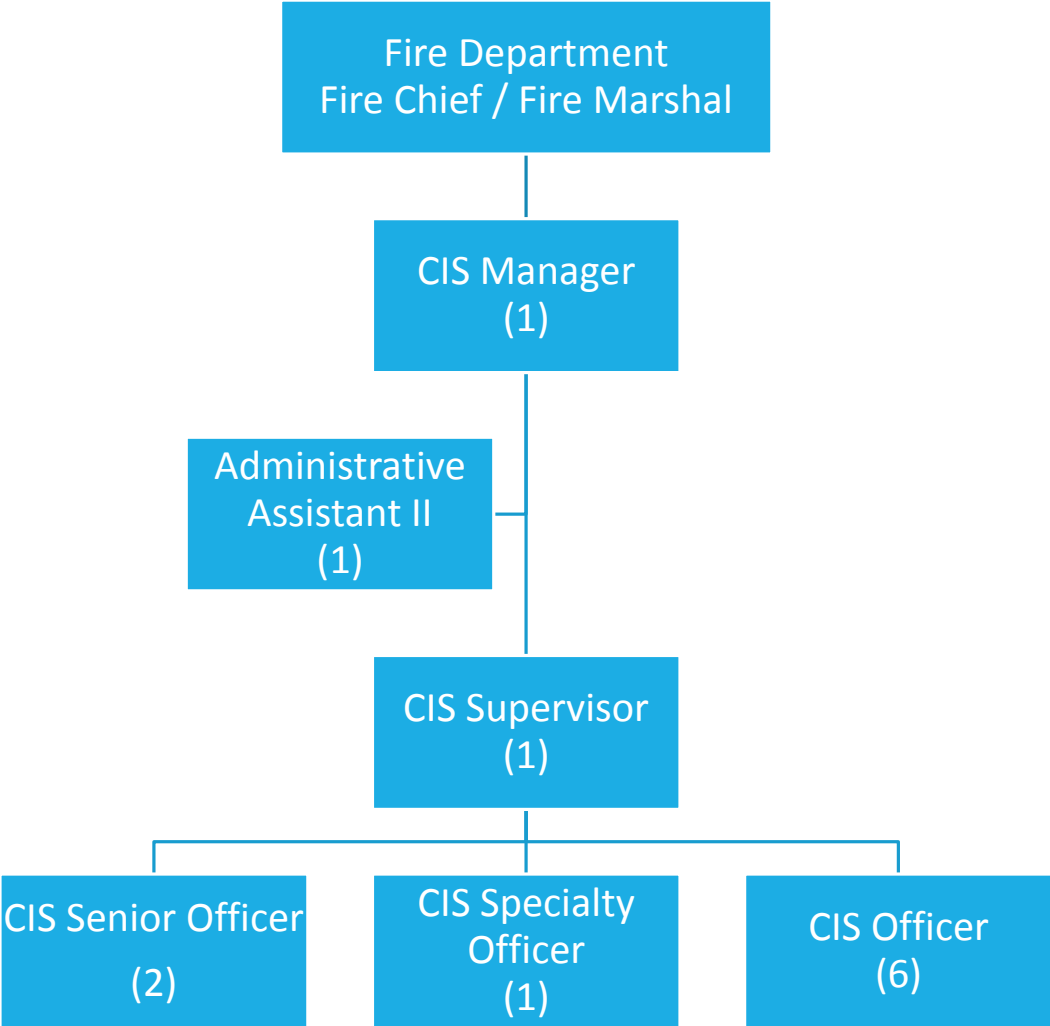 Fire Department
Fire Chief / Fire Marshal
CIS Manager
(1)
Administrative
Assistant II
(1)
CIS Supervisor
(1)
CIS Senior Officer
(2)
CIS Specialty
Officer
(1)
CIS Officer
(6)